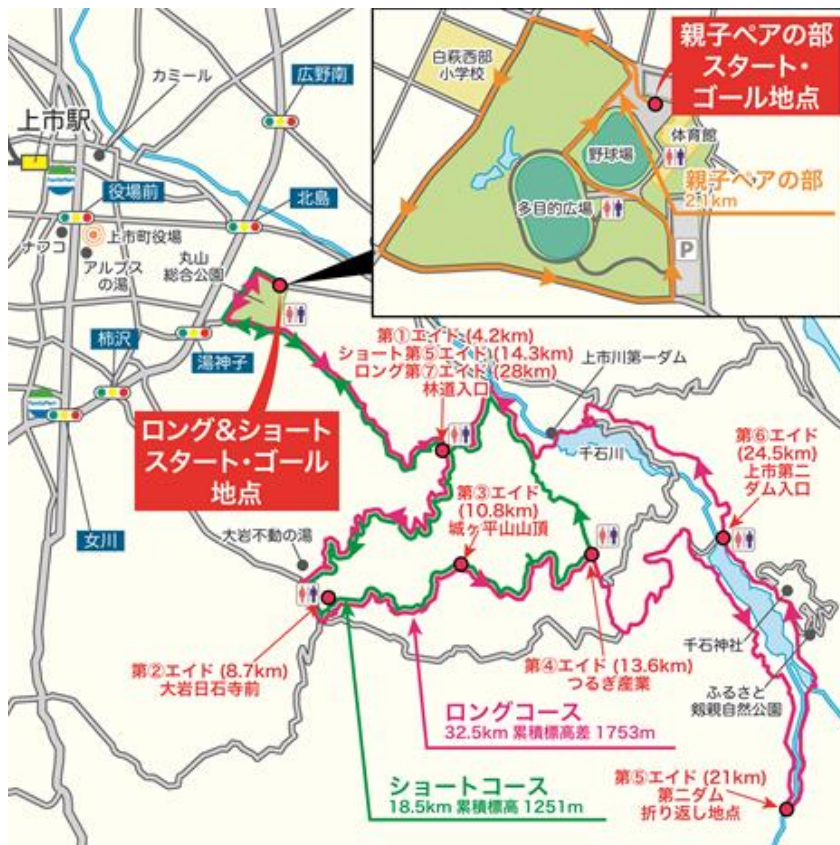 カミール
広野南
上市駅
FamilyMart
役場前
北島
ナフコ
上市町役場
アルプス
の湯
丸山
総合公園
柿沢
湯神子
FamilyMart
女川
ロング&ショート
スタート・ゴール
地点
白萩西部
小学校
親子ペアの部
スタート・
ゴール地点
体育館
野球場
親子ペアの部
2.1km
多目的広場
P
第①エイド (4.2km)
ショート第⑤エイド (14.3km)
ロング第⑦エイド (28km)
林道入口
上市川第一ダム
千石川
第⑥エイド
(24.5km)
上市第二
ダム入口
第③エイド
(10.8km)
城ヶ平山山頂
大岩不動の湯
第②エイド (8.7km)
大岩日石寺前
第④エイド (13.6km)
つるぎ産業
千石神社
ふるさと
剱親自然公園
ロングコース
32.5km 累積標高差 1753m
ショートコース
18.5km 累積標高 1251m
第⑤エイド (21km)
第二ダム
折り返し地点